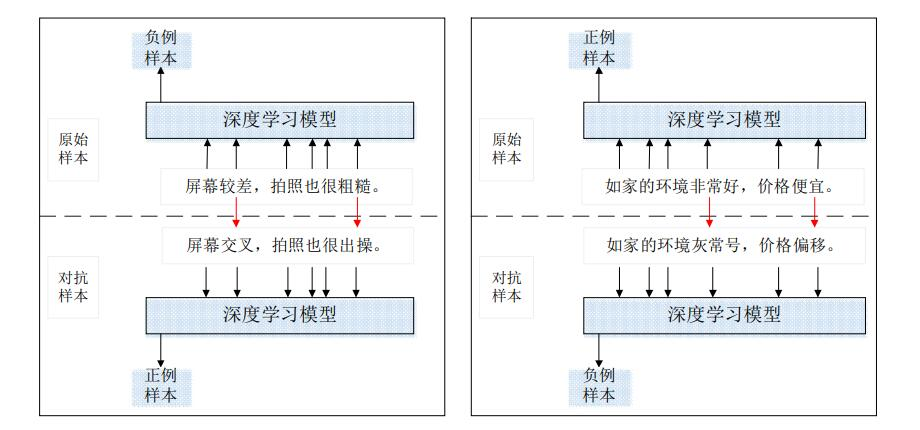 负例
样本
深度学习模型
原始
样本
屏幕较差，拍照也很粗糙。
屏幕交叉，拍照也很出操。
对抗
样本
深度学习模型
正例
样本
正例
样本
深度学习模型
原始
样本
如家的环境非常好，价格便宜。
如家的环境灰常号，价格偏移。
对抗
样本
深度学习模型
负例
样本